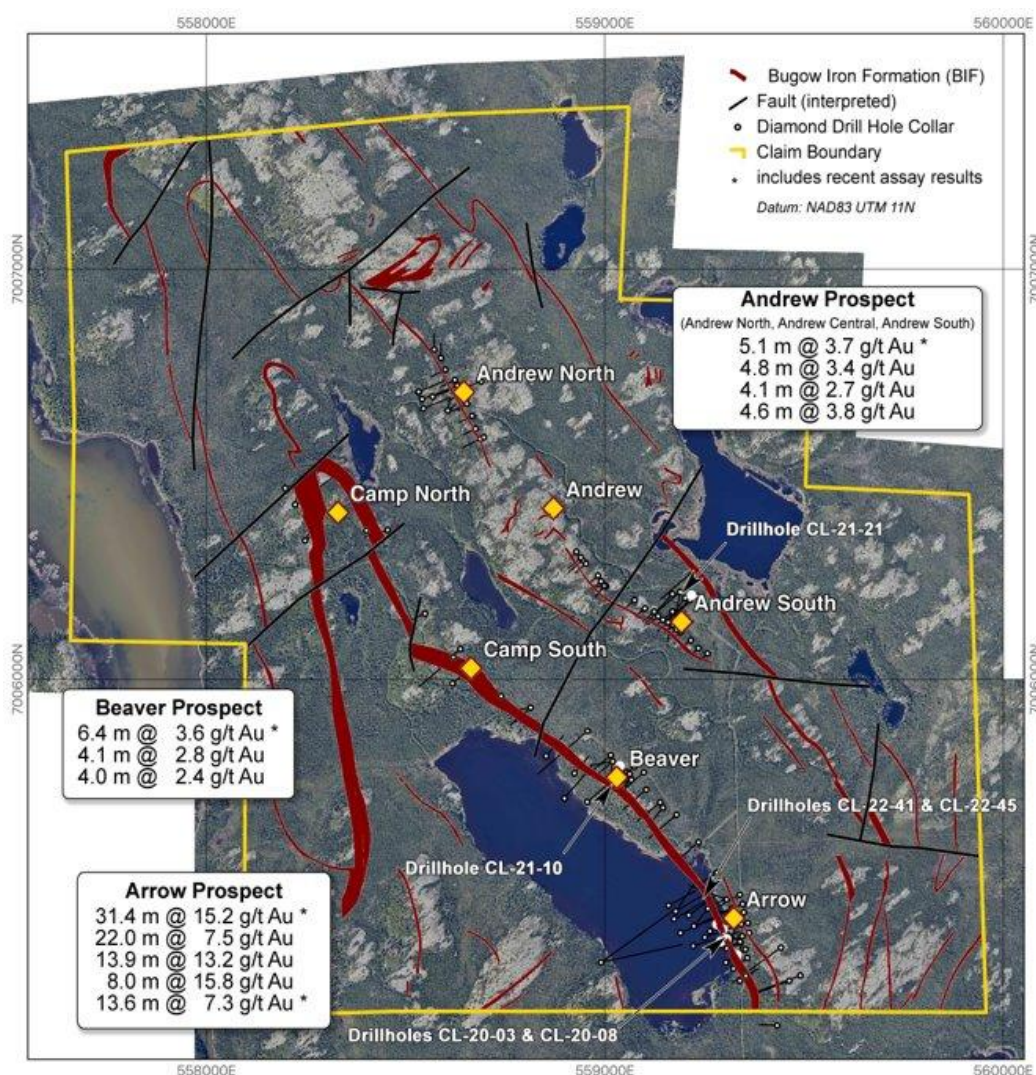 558000E
559000E
560000E
Bugow Iron Formation (BIF)
Fault (interpreted)
Diamond Drill Hole Collar
Claim Boundary
* includes recent assay results
Datum: NAD83 UTM 11N
7007000N
7007000N
Andrew Prospect
(Andrew North, Andrew Central, Andrew South)
5.1 m @ 3.7 g/t Au *
4.8 m @ 3.4 g/t Au
4.1 m @ 2.7 g/t Au
4.6 m @ 3.8 g/t Au
Andrew North
Camp North
Andrew
Drillhole CL-21-21
Andrew South
Camp South
7006000N
7006000N
Beaver Prospect
6.4 m @ 3.6 g/t Au *
4.1 m @ 2.8 g/t Au
4.0 m @ 2.4 g/t Au
Beaver
Drillholes CL-22-41 & CL-22-45
Drillhole CL-21-10
Arrow Prospect
31.4 m @ 15.2 g/t Au *
22.0 m @ 7.5 g/t Au
13.9 m @ 13.2 g/t Au
8.0 m @ 15.8 g/t Au
13.6 m @ 7.3 g/t Au *
Arrow
Drillholes CL-20-03 & CL-20-08
558000E
559000E
560000E